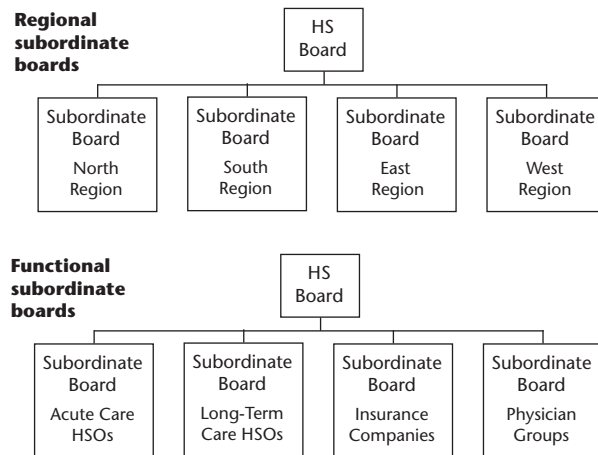 Regional
subordinate
boards
HS
Board
Subordinate
Board
North
Region
Subordinate
Board
South
Region
Subordinate
Board
East
Region
Subordinate
Board
West
Region
Functional
subordinate
boards
HS
Board
Subordinate
Board
Acute Care
HSOs
Subordinate
Board
Long-Term
Care HSOs
Subordinate
Board
Insurance
Companies
Subordinate
Board
Physician
Groups